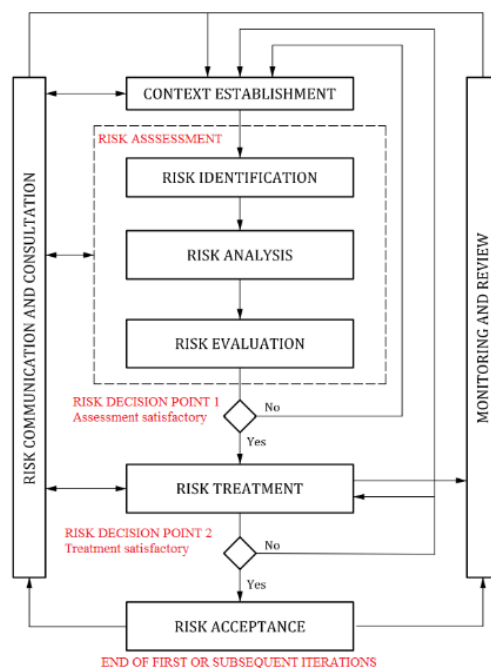 CONTEXT ESTABLISHMENT
RISK ASSSESSMENT
RISK IDENTIFICATION
RISK ANALYSIS
RISK EVALUATION
RISK DECISION POINT 1
Assessment satisfactory
No
Yes
RISK TREATMENT
RISK DECISION POINT 2
Treatment satisfactory
No
Yes
RISK ACCEPTANCE
END OF FIRST OR SUBSEQUENT ITERATIONS
RISK COMMUNICATION AND CONSULTATION
MONITORING AND REVIEW